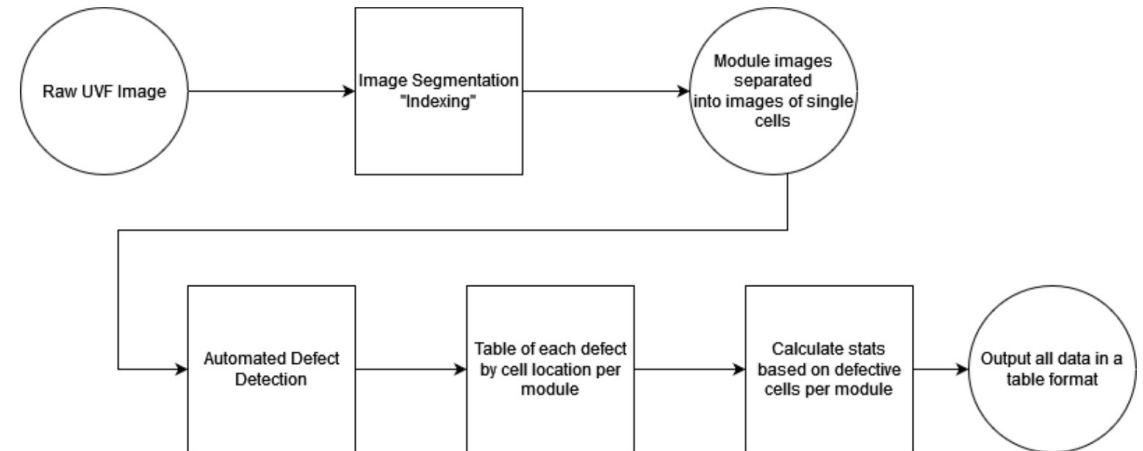 Raw UVF Image
Image Segmentation
"Indexing"
Module images
separated
into images of single
cells
Automated Defect
Detection
Table of each defect
by cell location per
module
Calculate stats
based on defective
cells per module
Output all data in a
table format